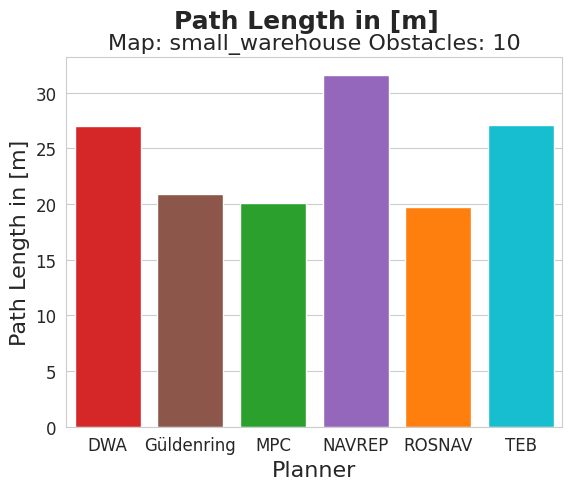 Path Length in [m]
Map: small_warehouse Obstacles: 10
Path Length in [m]
30
25
20
15
10
5
0
DWA Güldenring MPC NAVREP ROSNAV TEB
Planner